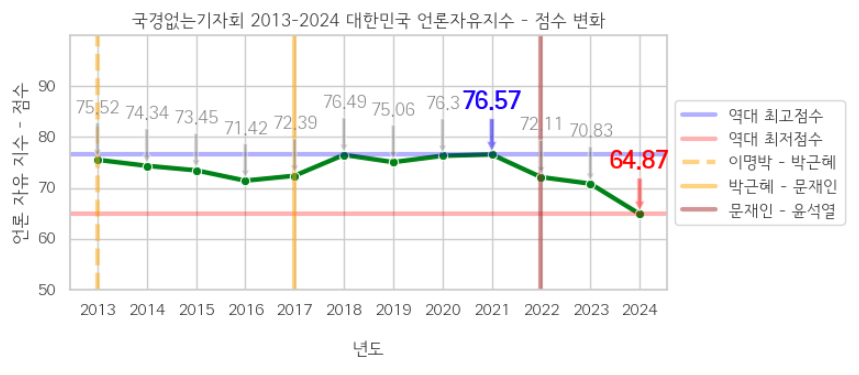 국경없는기자회 2013-2024 대한민국 언론자유지수 - 점수 변화
언론 자유 지수 - 점수
90
80
70
60
50
75.52
74.34
73.45
71.42
72.39
76.49
75.06
76.3
76.57
72.11
70.83
64.87
2013 2014 2015 2016 2017 2018 2019 2020 2021 2022 2023 2024
년도
역대 최고점수
역대 최저점수
이명박 - 박근혜
박근혜 - 문재인
문재인 - 윤석열